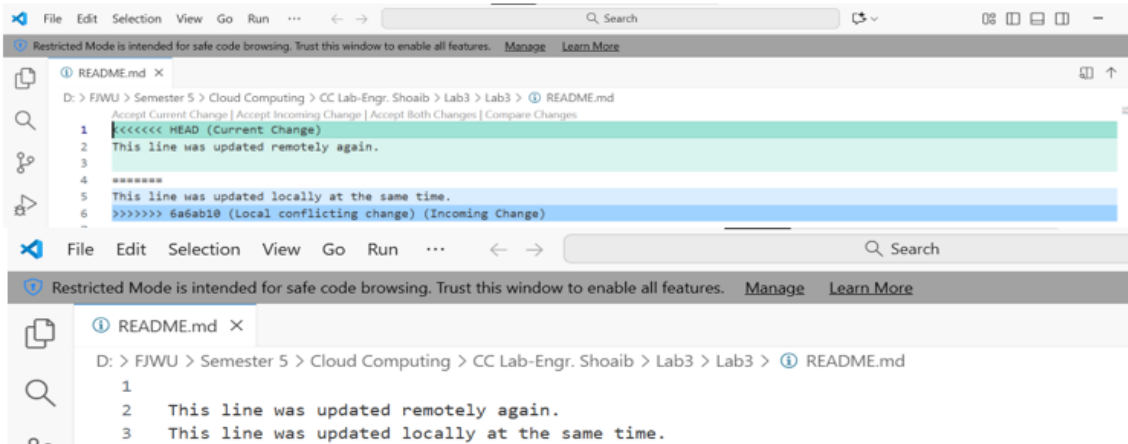 File Edit Selection View Go Run ··· ← → Search
Restricted Mode is intended for safe code browsing. Trust this window to enable all features. Manage Learn More
README.md ×
D: > FJWU > Semester 5 > Cloud Computing > CC Lab-Engr. Shoaib > Lab3 > Lab3 > README.md
Accept Current Change | Accept Incoming Change | Accept Both Changes | Compare Changes
1 <<<<<<< HEAD (Current Change)
2 This line was updated remotely again.
3
4 =======
5 This line was updated locally at the same time.
6 >>>>>>> 6a6ab10 (Local conflicting change) (Incoming Change)
File Edit Selection View Go Run ··· ← → Search
Restricted Mode is intended for safe code browsing. Trust this window to enable all features. Manage Learn More
README.md ×
D: > FJWU > Semester 5 > Cloud Computing > CC Lab-Engr. Shoaib > Lab3 > Lab3 > README.md
1
2 This line was updated remotely again.
3 This line was updated locally at the same time.